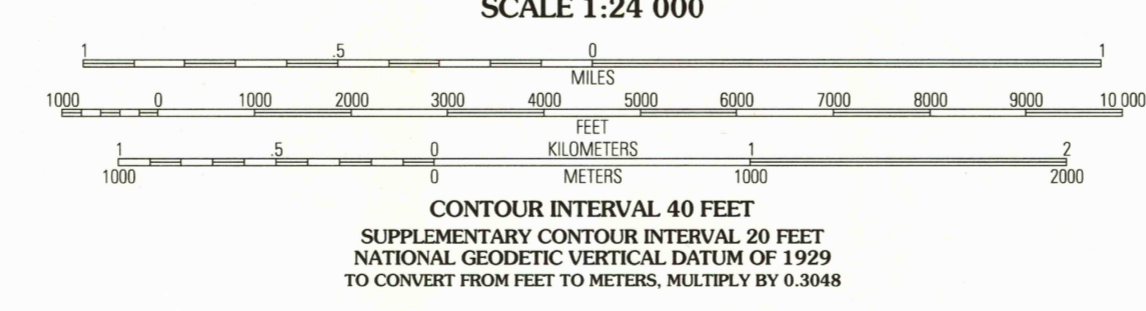 SCALE 1:24 000
1 .5 0 1
MILES
1000 0 1000 2000 3000 4000 5000 6000 7000 8000 9000 10 000
FEET
1 .5 0 KILOMETERS 1 2
1000 0 METERS 1000 2000
CONTOUR INTERVAL 40 FEET
SUPPLEMENTARY CONTOUR INTERVAL 20 FEET
NATIONAL GEODETIC VERTICAL DATUM OF 1929
TO CONVERT FROM FEET TO METERS, MULTIPLY BY 0.3048